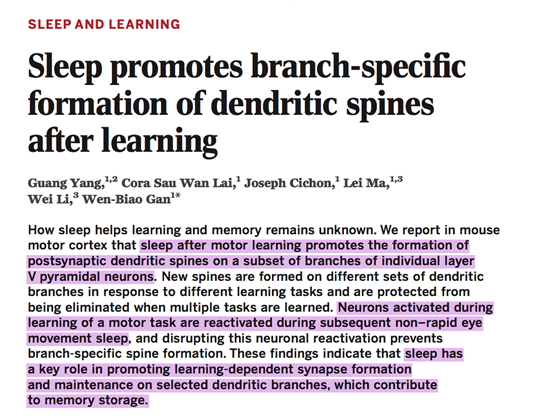 SLEEP AND LEARNING
Sleep promotes branch-specific
formation of dendritic spines
after learning
Guang Yang,1,2 Cora Sau Wan Lai,1 Joseph Cichon,1 Lei Ma,1,3
Wei Li,3 Wen-Biao Gan1*
How sleep helps learning and memory remains unknown. We report in mouse
motor cortex that sleep after motor learning promotes the formation of
postsynaptic dendritic spines on a subset of branches of individual layer
V pyramidal neurons. New spines are formed on different sets of dendritic
branches in response to different learning tasks and are protected from
being eliminated when multiple tasks are learned. Neurons activated during
learning of a motor task are reactivated during subsequent non–rapid eye
movement sleep, and disrupting this neuronal reactivation prevents
branch-specific spine formation. These findings indicate that sleep has
a key role in promoting learning-dependent synapse formation
and maintenance on selected dendritic branches, which contribute
to memory storage.